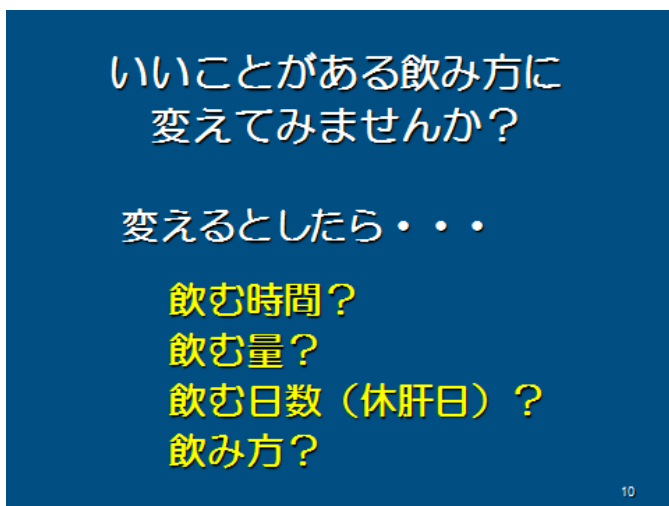 いいことがある飲み方に
変えてみませんか？
変えるとしたら・・・
飲む時間？
飲む量？
飲む日数（休肝日）？
飲み方？
10